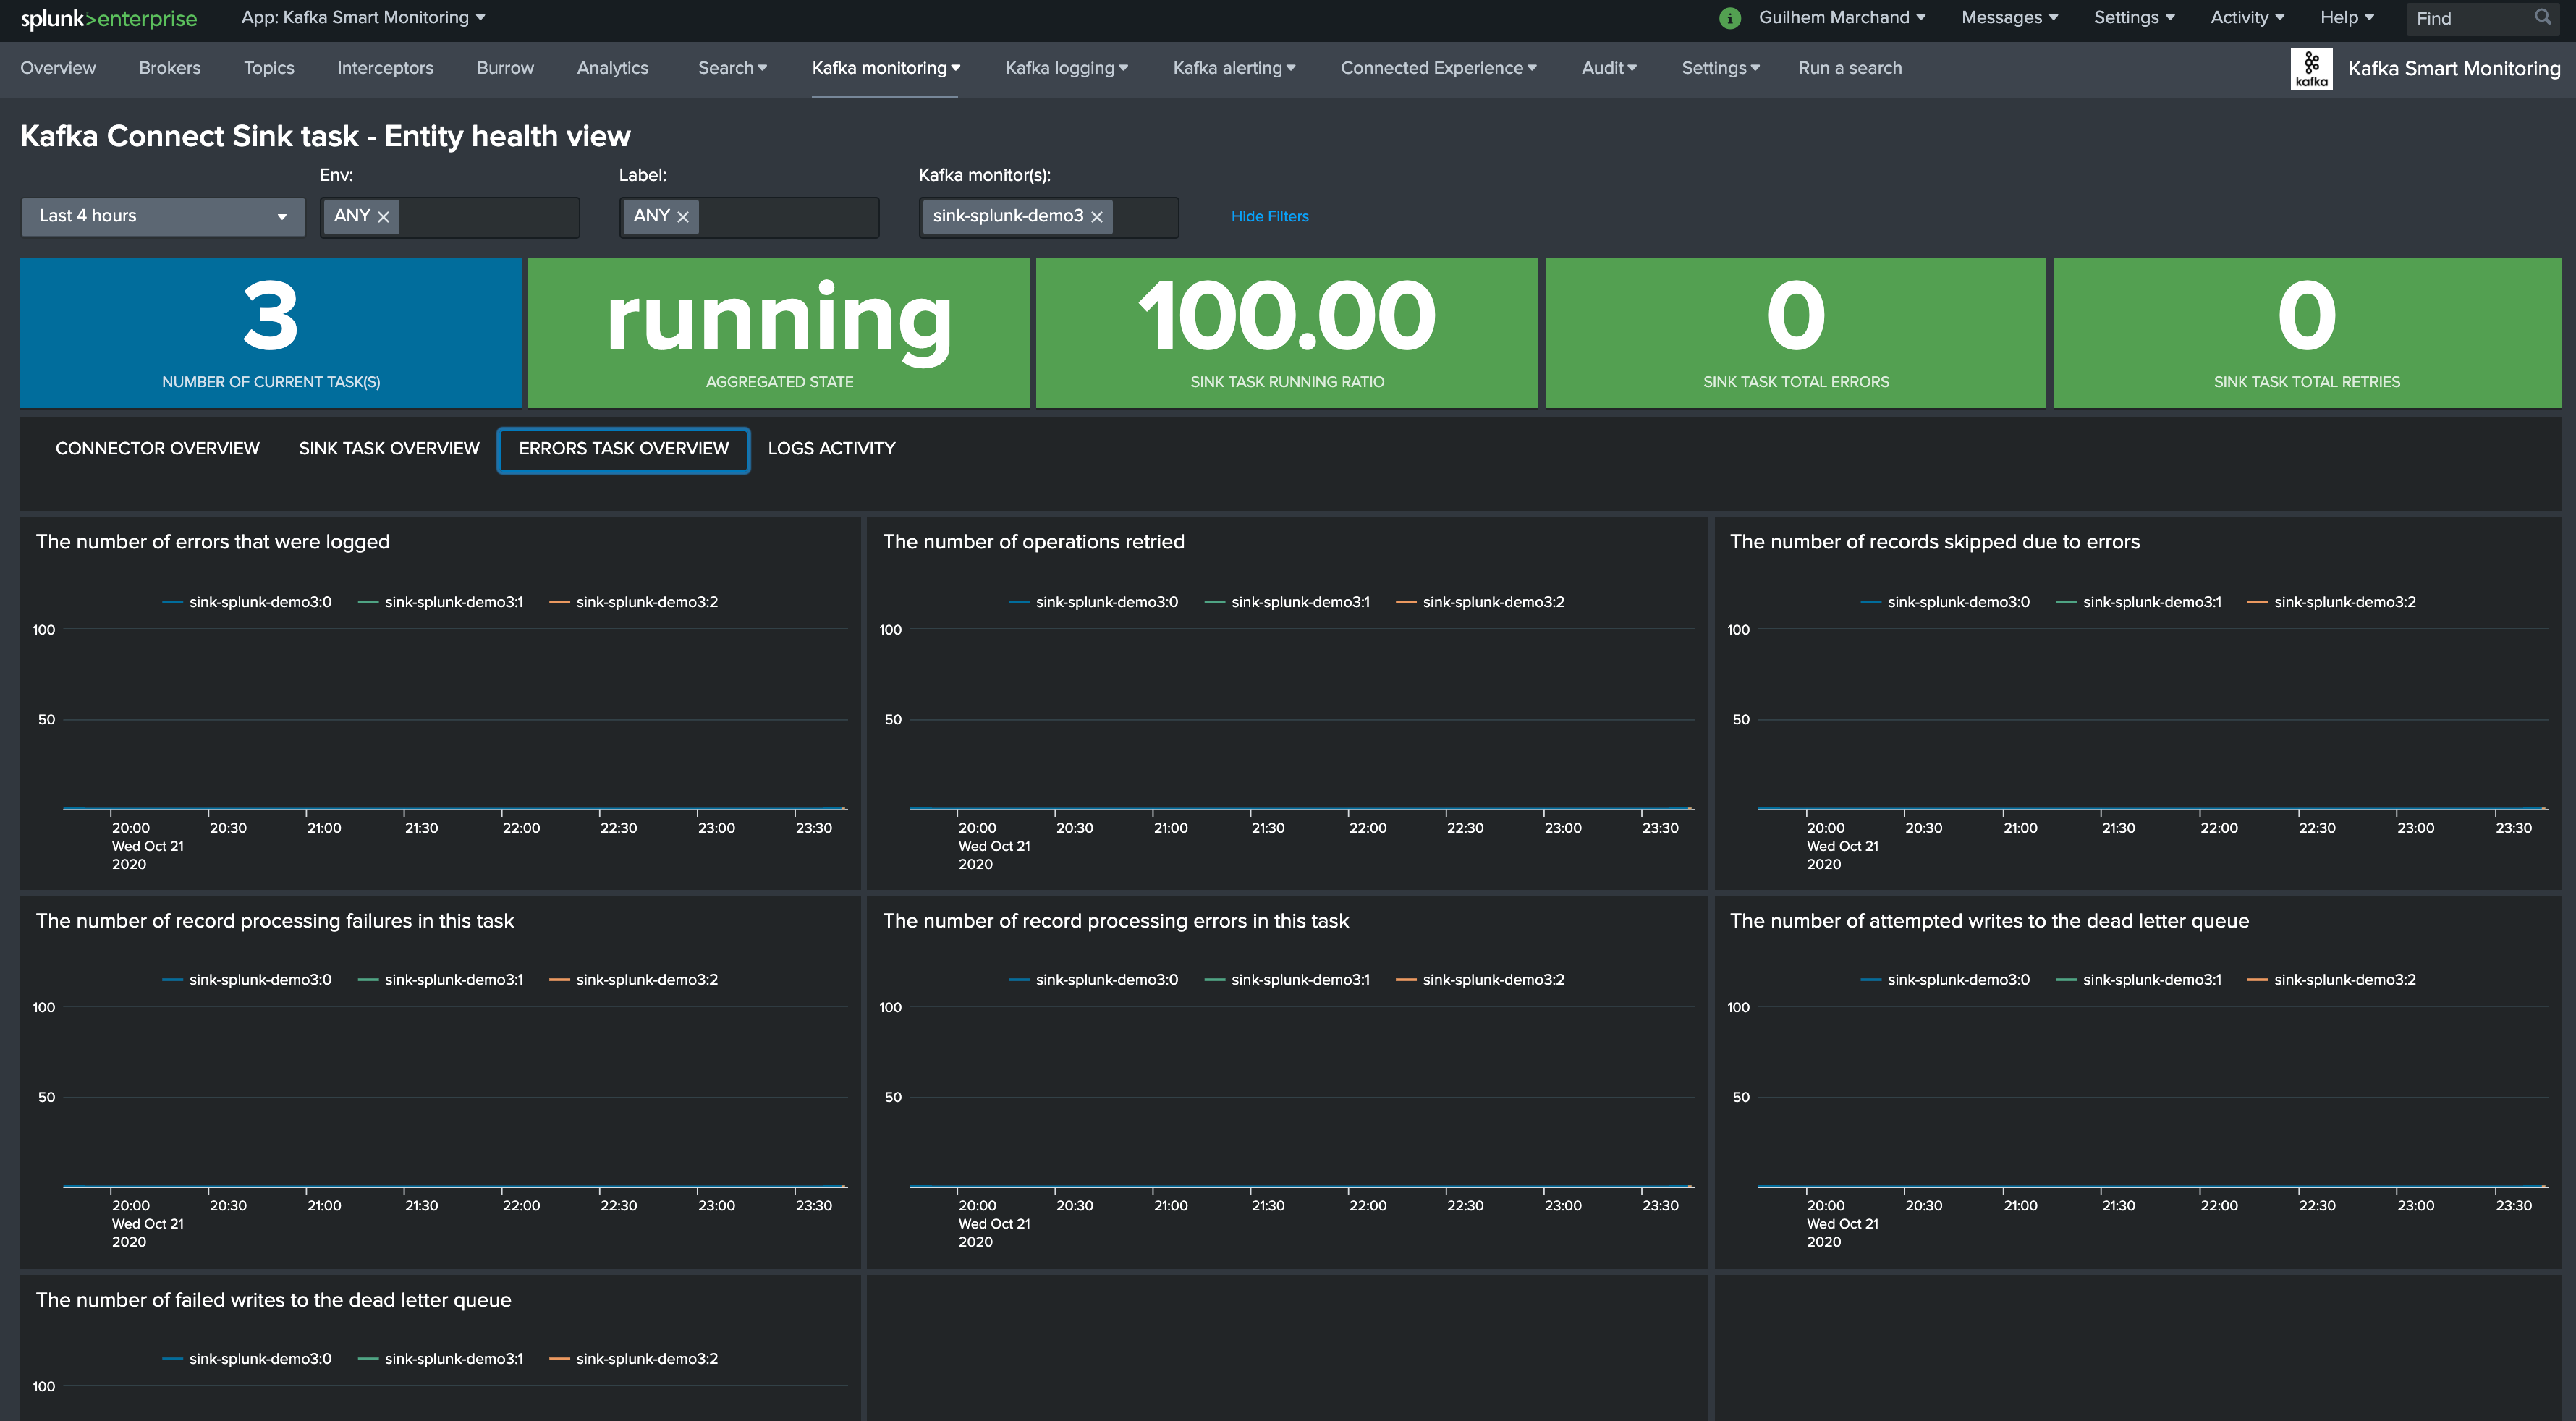 splunk>enterprise App: Kafka Smart Monitoring Guilhem Marchand Messages Settings Activity Help Find
Overview Brokers Topics Interceptors Burrow Analytics Search Kafka monitoring Kafka logging Kafka alerting Connected Experience Audit Settings Run a search kafka Kafka Smart Monitoring
Kafka Connect Sink task - Entity health view
Env: Label: Kafka monitor(s):
Last 4 hours ANY ANY sink-splunk-demo3 Hide Filters
3 running 100.00 0 0
NUMBER OF CURRENT TASK(S) AGGREGATED STATE SINK TASK RUNNING RATIO SINK TASK TOTAL ERRORS SINK TASK TOTAL RETRIES
CONNECTOR OVERVIEW SINK TASK OVERVIEW ERRORS TASK OVERVIEW LOGS ACTIVITY
The number of errors that were logged
sink-splunk-demo3:0 sink-splunk-demo3:1 sink-splunk-demo3:2
100
50
20:00 20:30 21:00 21:30 22:00 22:30 23:00 23:30
Wed Oct 21
2020
The number of operations retried
sink-splunk-demo3:0 sink-splunk-demo3:1 sink-splunk-demo3:2
100
50
20:00 20:30 21:00 21:30 22:00 22:30 23:00 23:30
Wed Oct 21
2020
The number of records skipped due to errors
sink-splunk-demo3:0 sink-splunk-demo3:1 sink-splunk-demo3:2
100
50
20:00 20:30 21:00 21:30 22:00 22:30 23:00 23:30
Wed Oct 21
2020
The number of record processing failures in this task
sink-splunk-demo3:0 sink-splunk-demo3:1 sink-splunk-demo3:2
100
50
20:00 20:30 21:00 21:30 22:00 22:30 23:00 23:30
Wed Oct 21
2020
The number of record processing errors in this task
sink-splunk-demo3:0 sink-splunk-demo3:1 sink-splunk-demo3:2
100
50
20:00 20:30 21:00 21:30 22:00 22:30 23:00 23:30
Wed Oct 21
2020
The number of attempted writes to the dead letter queue
sink-splunk-demo3:0 sink-splunk-demo3:1 sink-splunk-demo3:2
100
50
20:00 20:30 21:00 21:30 22:00 22:30 23:00 23:30
Wed Oct 21
2020
The number of failed writes to the dead letter queue
sink-splunk-demo3:0 sink-splunk-demo3:1 sink-splunk-demo3:2
100